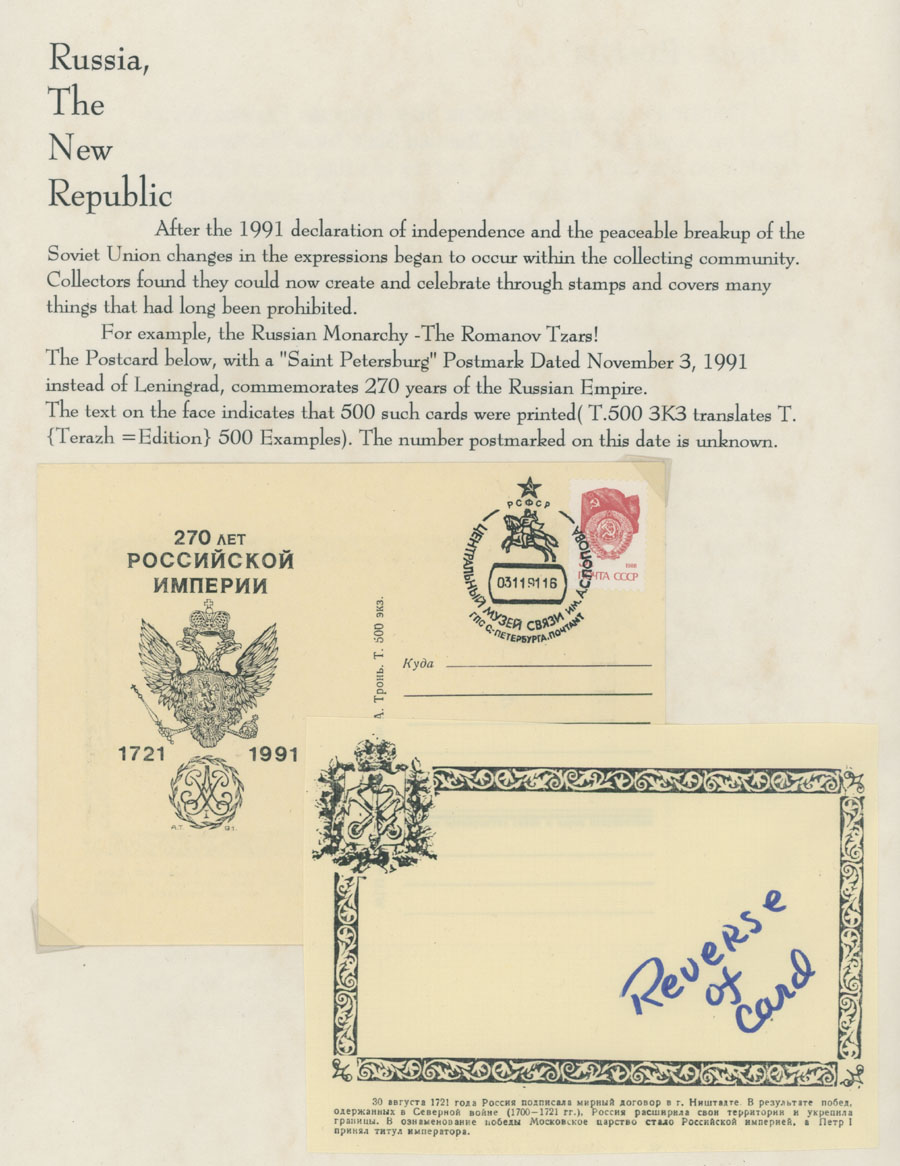 Russia,
The
New
Republic
After the 1991 declaration of independence and the peaceable breakup of the
Soviet Union changes in the expressions began to occur within the collecting community.
Collectors found they could now create and celebrate through stamps and covers many
things that had long been prohibited.
For example, the Russian Monarchy -The Romanov Tzars!
The Postcard below, with a "Saint Petersburg" Postmark Dated November 3, 1991
instead of Leningrad, commemorates 270 years of the Russian Empire.
The text on the face indicates that 500 such cards were printed( T.500 3K3 translates T.
{Terazh =Edition} 500 Examples). The number postmarked on this date is unknown.
270 ЛЕТ
РОССИЙСКОЙ
ИМПЕРИИ
1721 1991
А.Т. 91.
А. Тронь. Т. 500 экз.
РСФСР
ЦЕНТРАЛЬНЫЙ МУЗЕЙ СВЯЗИ ИМ. А.С.ПОПОВА
03119116
ГПС С-ПЕТЕРБУРГА.ПОЧТАМТ
1988
ПОЧТА СССР
Куда
Reverse
of
card
30 августа 1721 года Россия подписала мирный договор в г. Ништадте. В результате побед,
одержанных в Северной войне (1700—1721 гг.), Россия расширила свои территории и укрепила
границы. В ознаменование победы Московское царство стало Российской империей, а Петр I
принял титул императора.